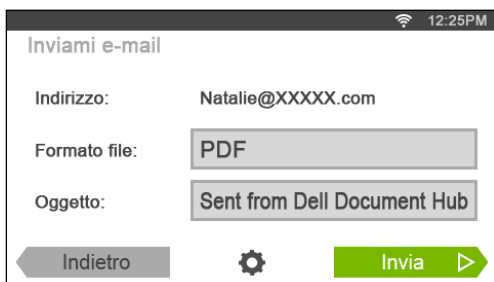 12:25PM
Inviami e-mail
Indirizzo: Natalie@XXXXX.com
Formato file: PDF
Oggetto: Sent from Dell Document Hub
Indietro Invia